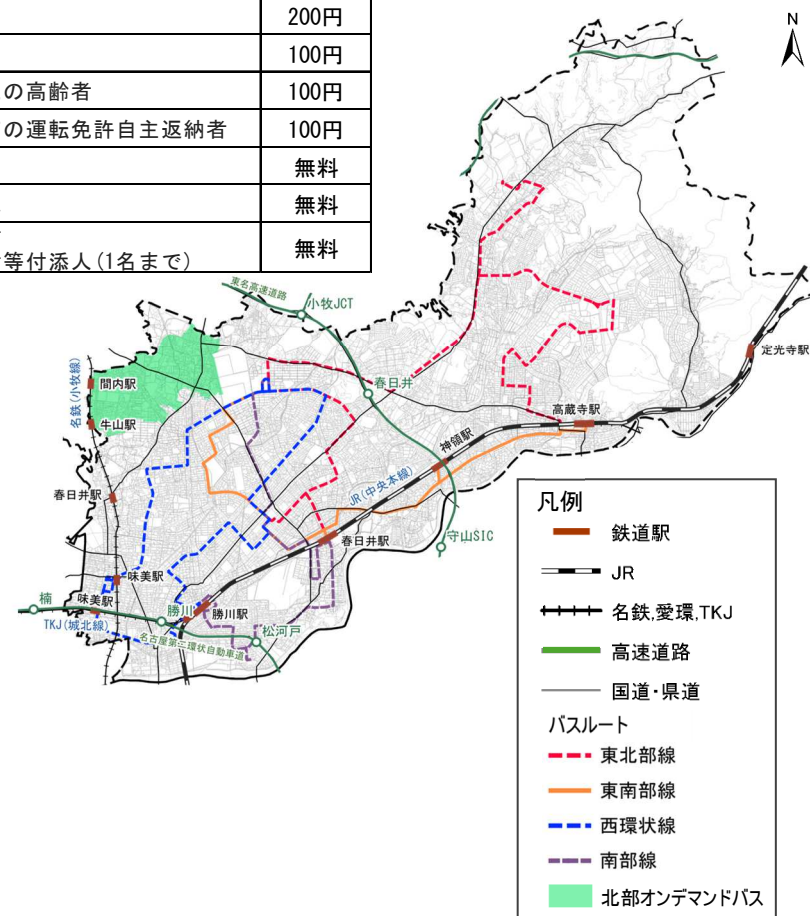 200円
100円
の高齢者 100円
の運転免許自主返納者 100円
無料
無料
等付添人(1名まで) 無料
N
東名高速道路
小牧JCT
定光寺駅
名鉄(小牧線)
間内駅
春日井
牛山駅
高蔵寺駅
神領駅
JR(中央本線)
春日井駅
守山SIC
春日井駅
味美駅
楠
味美駅
勝川
勝川駅
TKJ(城北線)
松河戸
名古屋第二環状自動車道
凡例
鉄道駅
JR
名鉄,愛環,TKJ
高速道路
国道・県道
バスルート
東北部線
東南部線
西環状線
南部線
北部オンデマンドバス